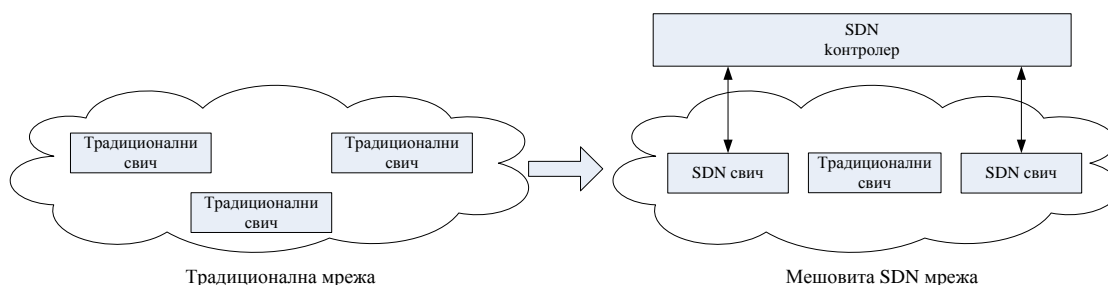 SDN
контролер
Традиционални
свич
Традиционални
свич
Традиционални
свич
SDN свич
Традиционални
свич
SDN свич
Традиционална мрежа
Мешовита SDN мрежа